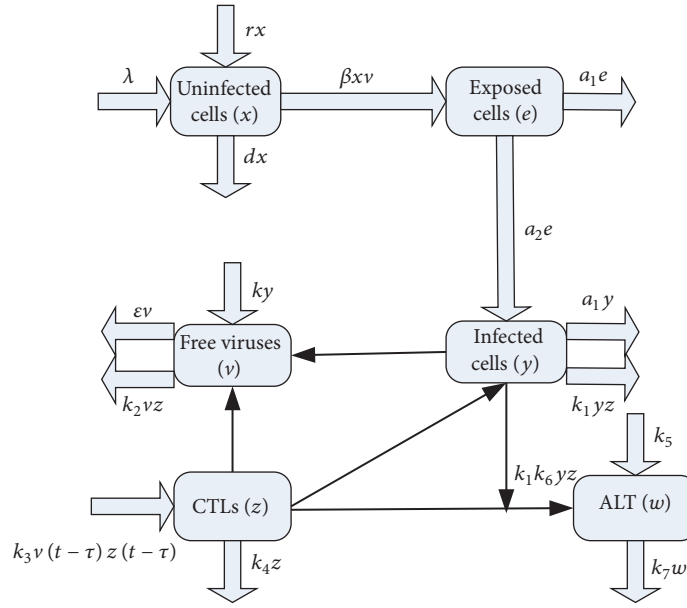 rx
λ
Uninfected
cells (x)
βxv
Exposed
cells (e)
a₁e
dx
a₂e
ky
εv
Free viruses
(v)
k₂vz
Infected
cells (y)
a₁y
k₁yz
k₅
CTLs (z)
k₁k₆yz
ALT (w)
k₃v (t − τ) z (t − τ)
k₄z
k₇w